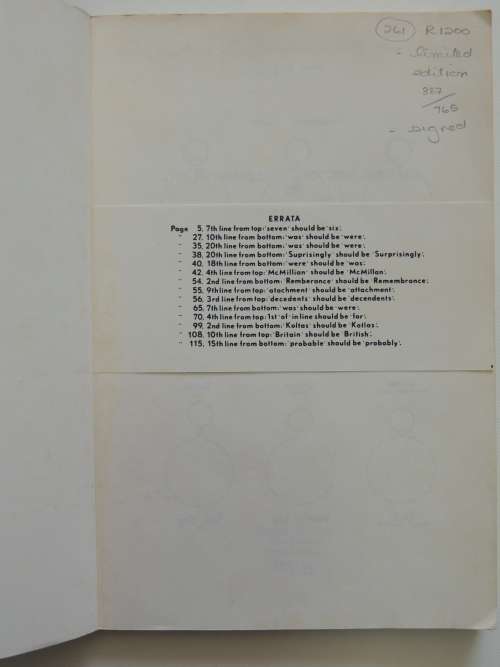 261 R1200
- limited
edition
327/765
- signed
ERRATA
Page 5, 7th line from top; 'seven' should be 'six';
" 27, 10th line from bottom; 'was' should be 'were';
" 35, 20th line from bottom; 'was' should be 'were';
" 38, 20th line from bottom; 'Suprisingly' should be 'Surprisingly';
" 40, 18th line from bottom; 'were' should be 'was';
" 42, 4th line from top; 'McMillian' should be 'McMillan';
" 54, 2nd line from bottom; 'Remberance' should be 'Remembrance';
" 55, 9th line from top; 'atachment' should be 'attachment';
" 56, 3rd line from top; 'decedents' should be 'decendents';
" 65, 7th line from bottom; 'was' should be 'were';
" 70, 4th line from top; 1st 'of' in line should be 'for';
" 99, 2nd line from bottom;
" 108, 10th line from top; 'Britain' should be 'British';
" 115, 15th line from bottom; 'probable' should be 'probably';